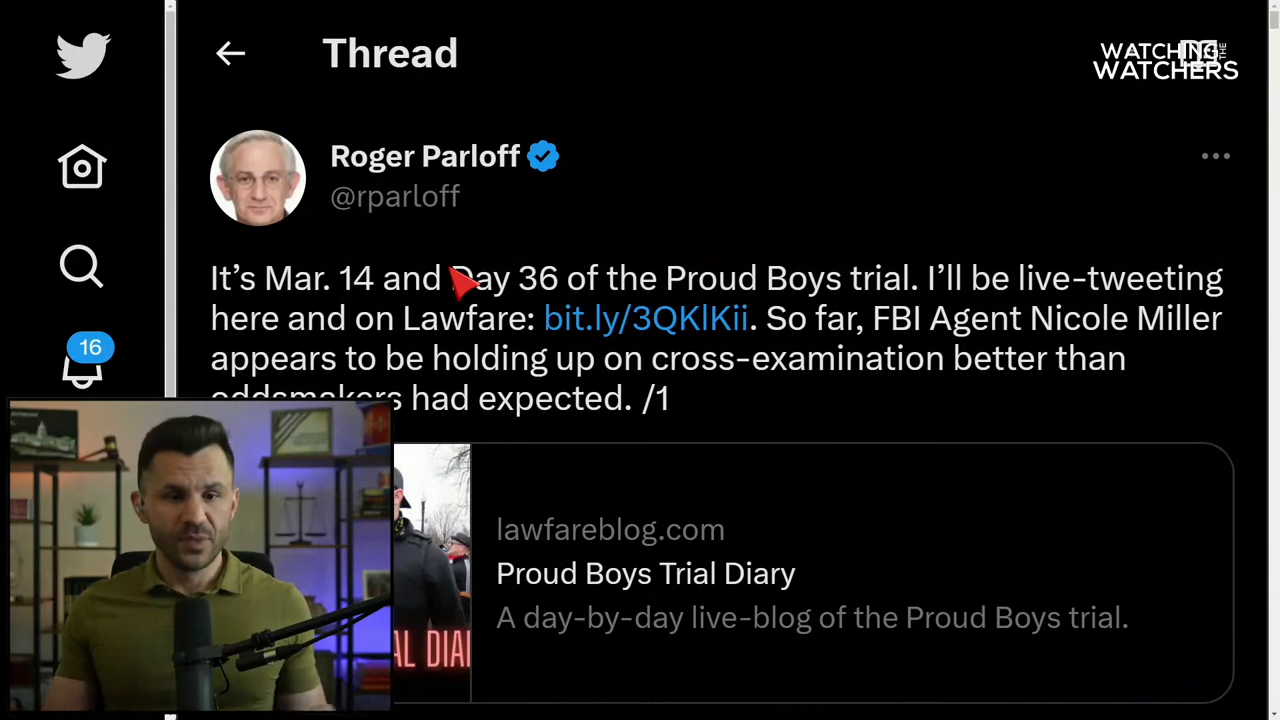 Thread
WATCHING THE
WATCHERS
Roger Parloff
@rparloff
It’s Mar. 14 and Day 36 of the Proud Boys trial. I’ll be live-tweeting
here and on Lawfare: bit.ly/3QKlKii. So far, FBI Agent Nicole Miller
appears to be holding up on cross-examination better than
oddsmakers had expected. /1
16
lawfareblog.com
Proud Boys Trial Diary
A day-by-day live-blog of the Proud Boys trial.
AL DIA